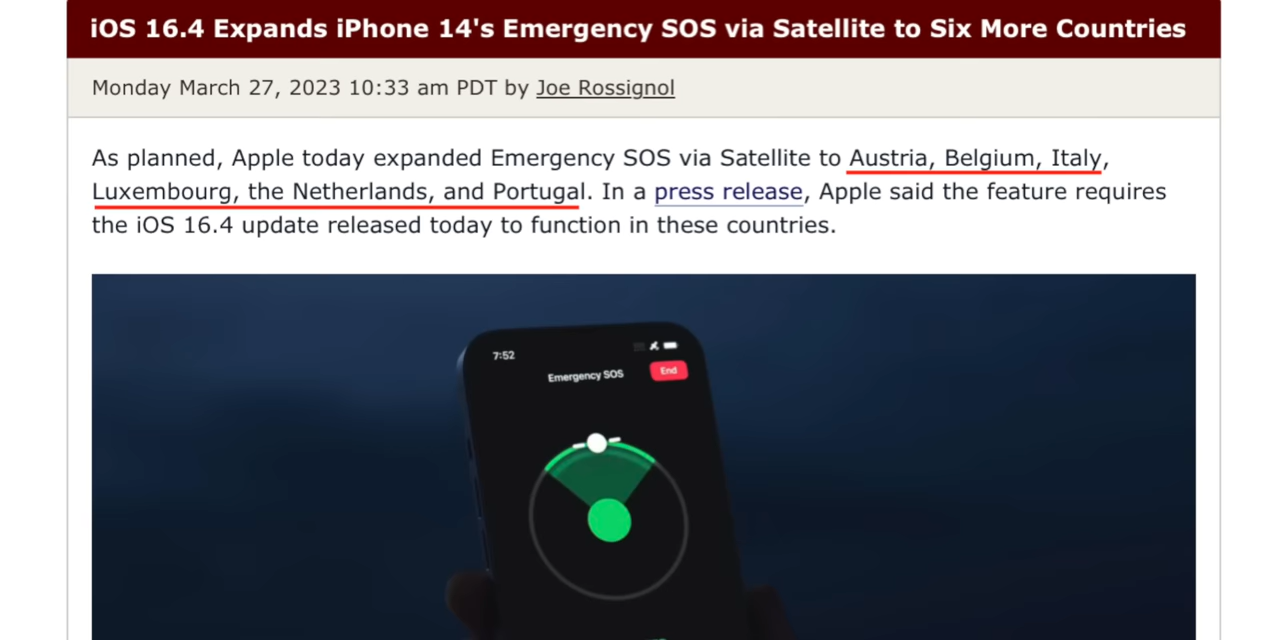 iOS 16.4 Expands iPhone 14's Emergency SOS via Satellite to Six More Countries
Monday March 27, 2023 10:33 am PDT by Joe Rossignol
As planned, Apple today expanded Emergency SOS via Satellite to Austria, Belgium, Italy,
Luxembourg, the Netherlands, and Portugal. In a press release, Apple said the feature requires
the iOS 16.4 update released today to function in these countries.
7:52
Emergency SOS
End